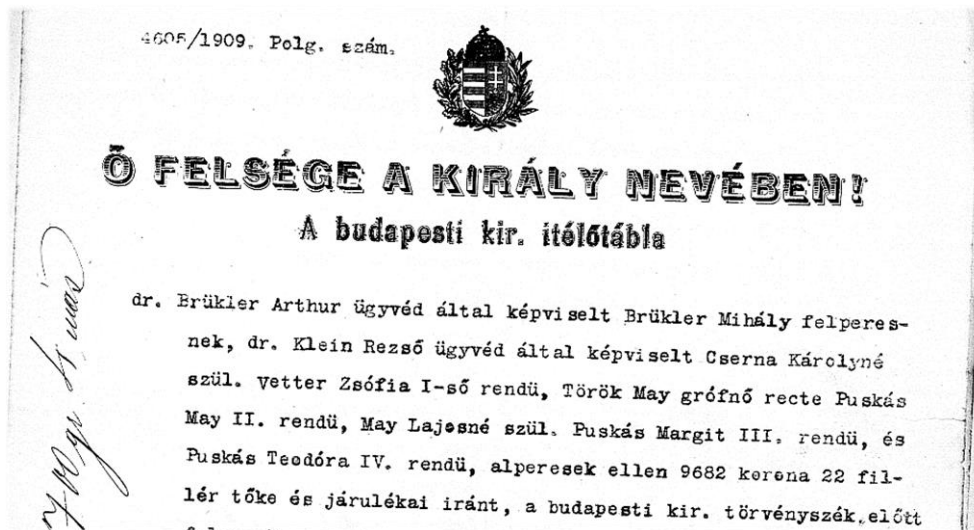 4605/1909. Polg. szám.
Ő FELSÉGE A KIRÁLY NEVÉBEN!
A budapesti kir. itélőtábla
dr. Brükler Arthur ügyvéd által képviselt Brükler Mihály felperes-
nek, dr. Klein Rezső ügyvéd által képviselt Cserna Károlyné
szül. Vetter Zsófia I-ső rendü, Török May grófnő recte Puskás
May II. rendü, May Lajosné szül. Puskás Margit III. rendü, és
Puskás Teodóra IV. rendü, alperesek ellen 9682 korona 22 fil-
lér tőke és járulékai iránt, a budapesti kir. törvényszék előtt